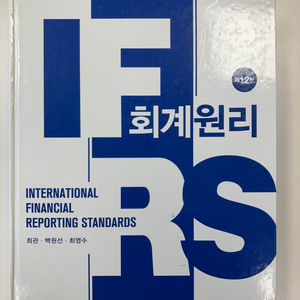 IF
RS
회계원리
제12판
INTERNATIONAL
FINANCIAL
REPORTING STANDARDS
최관 · 백원선 · 최영수